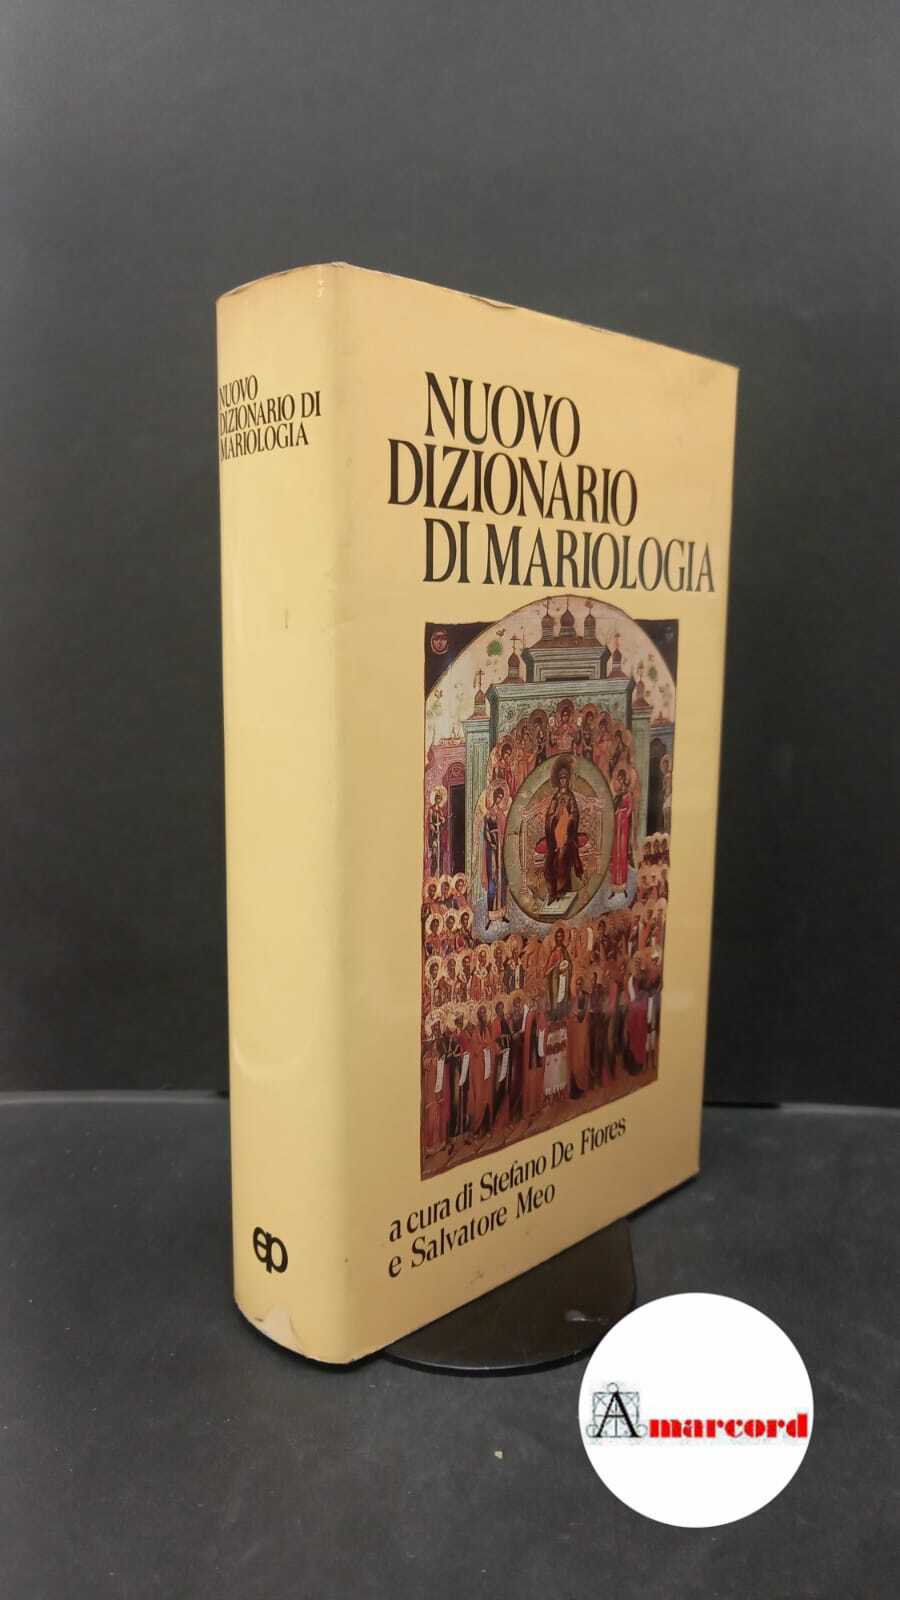 NUOVO
DIZIONARIO DI
MARIOLOGIA
ep
NUOVO
DIZIONARIO
DI MARIOLOGIA
a cura di Stefano De Fiores
e Salvatore Meo
Amarcord